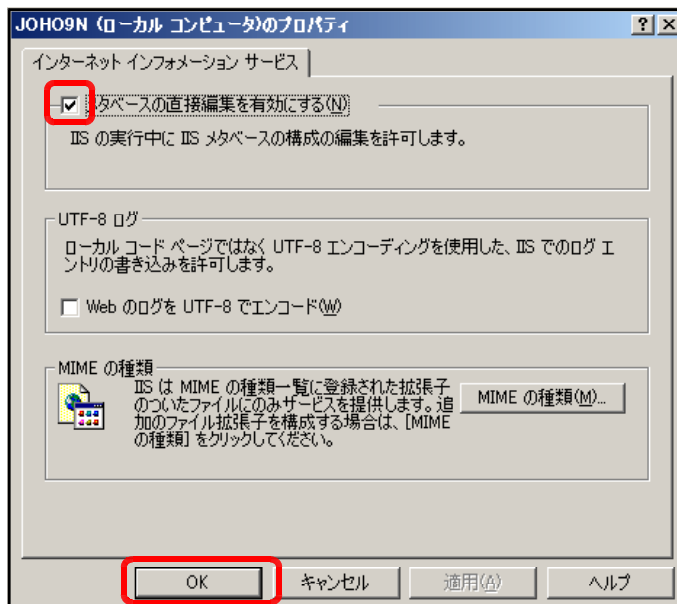 JOHO9N (ローカル コンピュータ)のプロパティ
インターネット インフォメーション サービス
メタベースの直接編集を有効にする(N)
IIS の実行中に IIS メタベースの構成の編集を許可します。
UTF-8 ログ
ローカル コード ページではなく UTF-8 エンコーディングを使用した、IIS でのログ エ
ントリの書き込みを許可します。
Web のログを UTF-8 でエンコード(W)
MIME の種類
IIS は MIME の種類一覧に登録された拡張子
のついたファイルにのみサービスを提供します。追
加のファイル拡張子を構成する場合は、[MIME
の種類] をクリックしてください。
MIME の種類(M)...
OK
キャンセル
適用(A)
ヘルプ